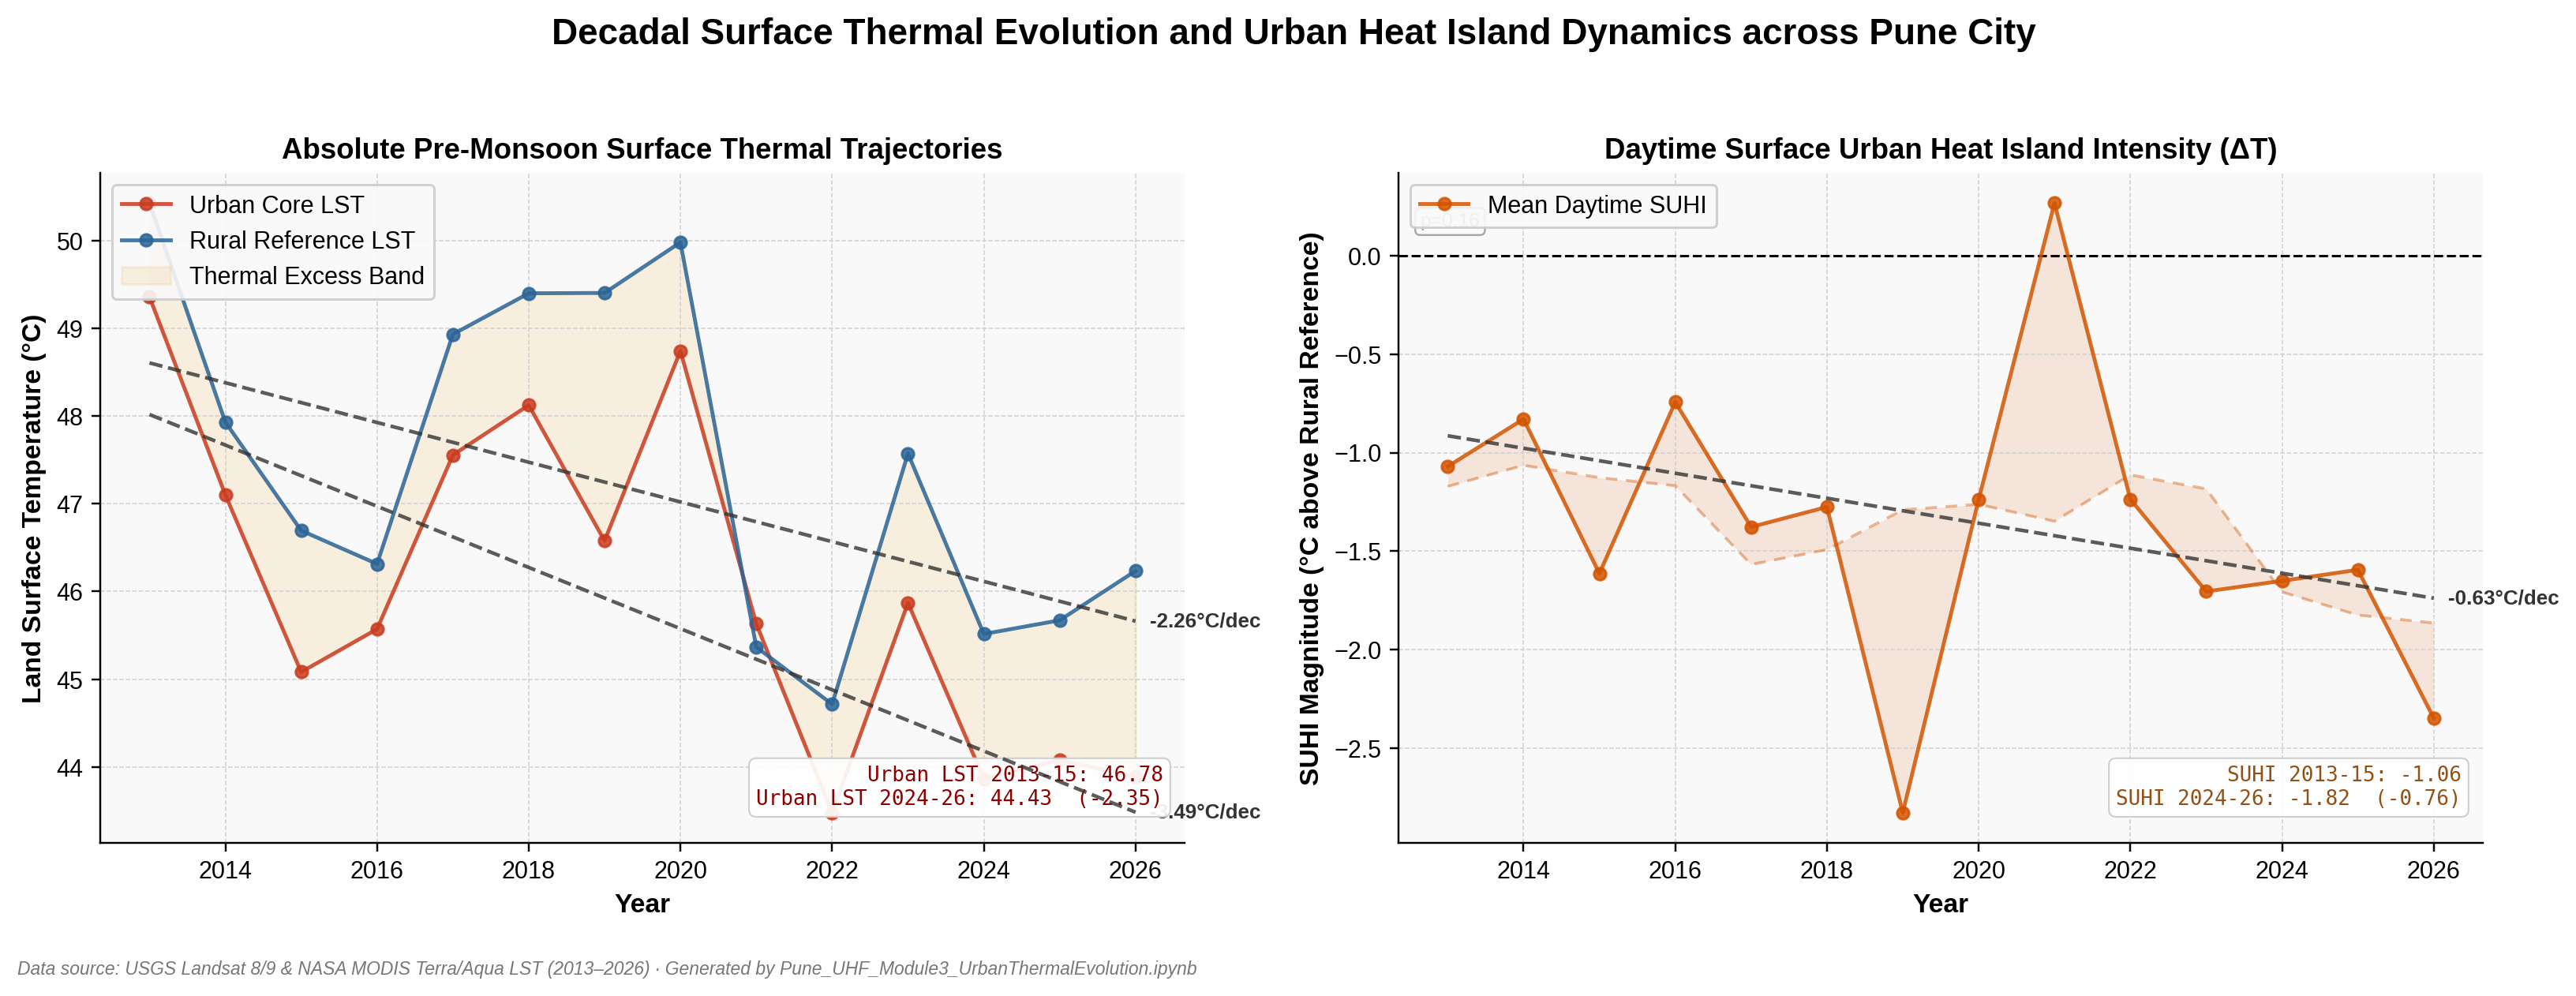 Decadal Surface Thermal Evolution and Urban Heat Island Dynamics across Pune City
Absolute Pre-Monsoon Surface Thermal Trajectories
Urban Core LST
Rural Reference LST
Thermal Excess Band
Land Surface Temperature (°C)
50
49
48
47
46
45
44
-2.26°C/dec
-3.49°C/dec
Urban LST 2013-15: 46.78
Urban LST 2024-26: 44.43 (-2.35)
2014 2016 2018 2020 2022 2024 2026
Year
Daytime Surface Urban Heat Island Intensity (ΔT)
Mean Daytime SUHI
p=0.16
SUHI Magnitude (°C above Rural Reference)
0.0
−0.5
−1.0
−1.5
−2.0
−2.5
-0.63°C/dec
SUHI 2013-15: -1.06
SUHI 2024-26: -1.82 (-0.76)
2014 2016 2018 2020 2022 2024 2026
Year
Data source: USGS Landsat 8/9 & NASA MODIS Terra/Aqua LST (2013–2026) · Generated by Pune_UHF_Module3_UrbanThermalEvolution.ipynb